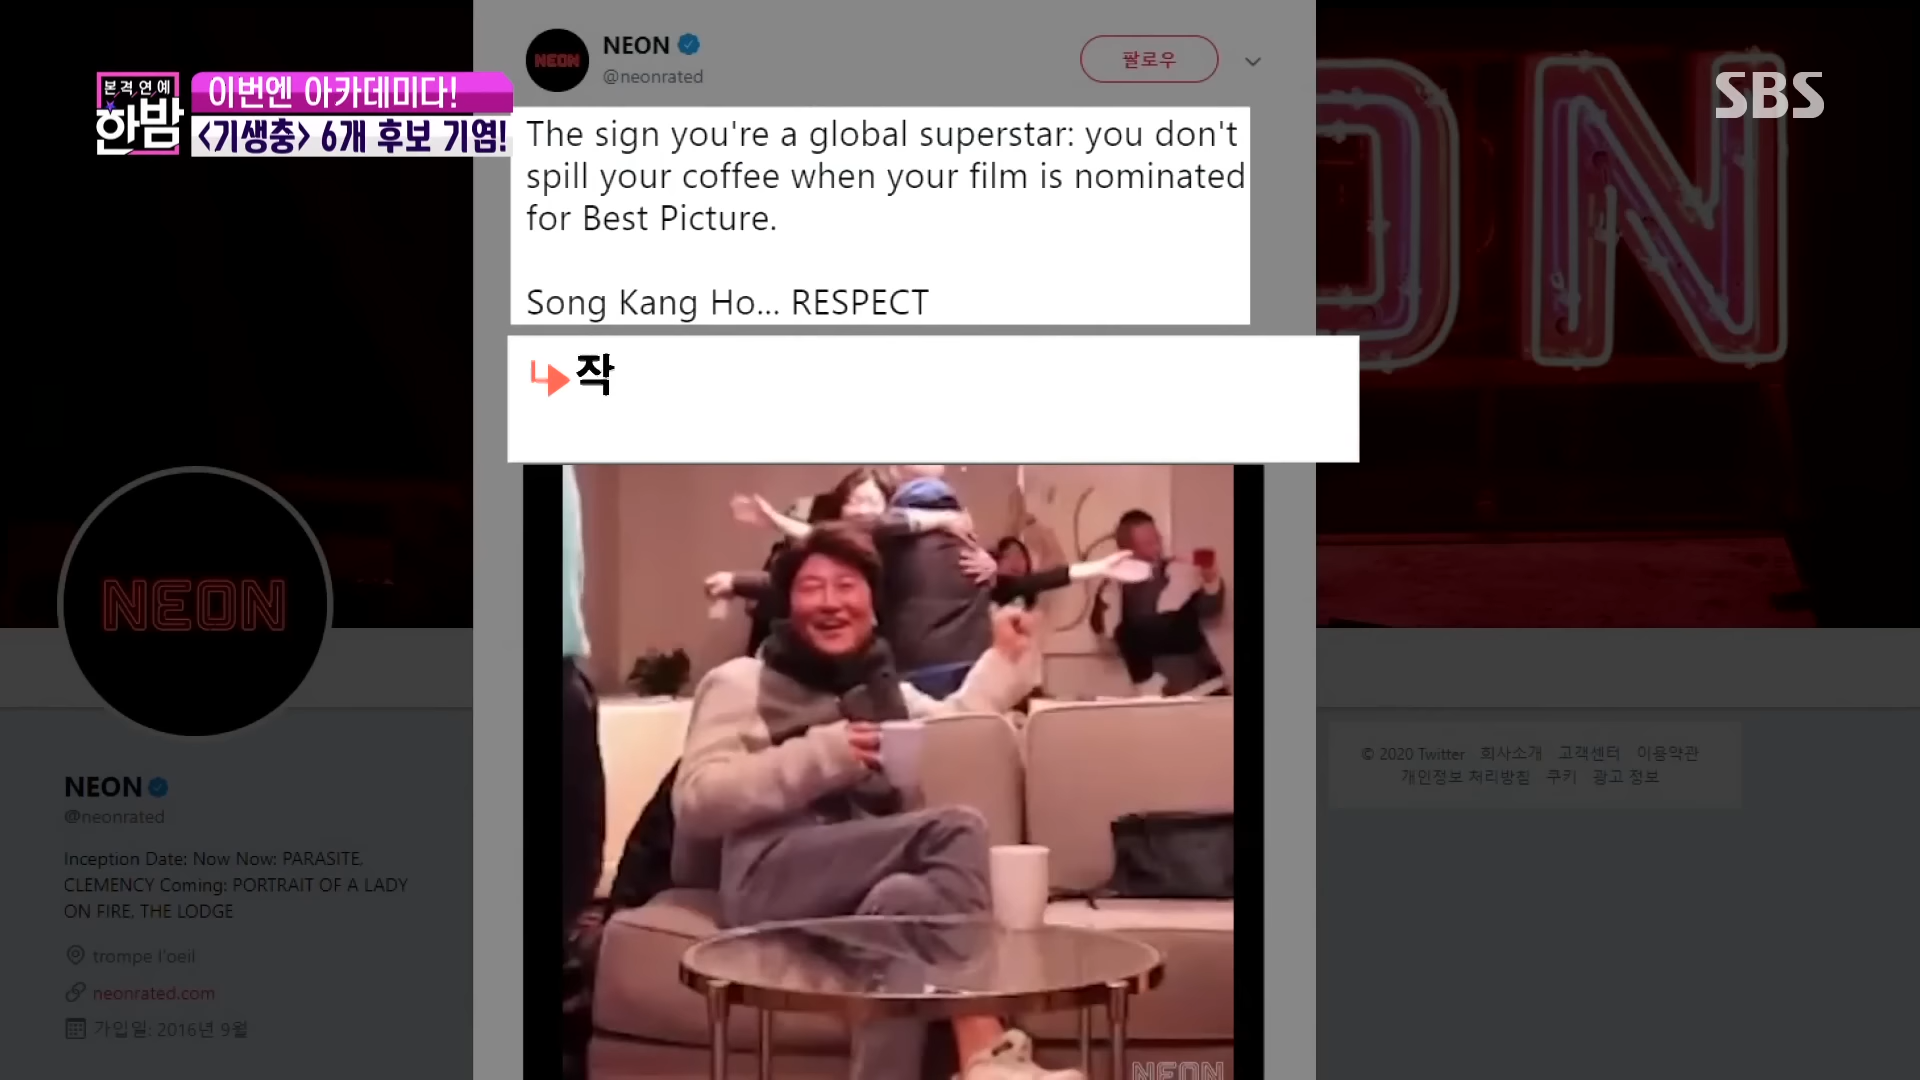 본격연예
한밤
이번엔 아카데미다!
<기생충> 6개 후보 기염!
SBS
NEON
NEON
@neonrated
팔로우
The sign you're a global superstar: you don't
spill your coffee when your film is nominated
for Best Picture.
Song Kang Ho... RESPECT
작
ON
NEON
NEON
@neonrated
Inception Date: Now Now: PARASITE,
CLEMENCY Coming: PORTRAIT OF A LADY
ON FIRE, THE LODGE
trompe l'oeil
neonrated.com
가입일: 2016년 9월
© 2020 Twitter 회사소개 고객센터 이용약관
개인정보 처리방침 쿠키 광고 정보
NEON